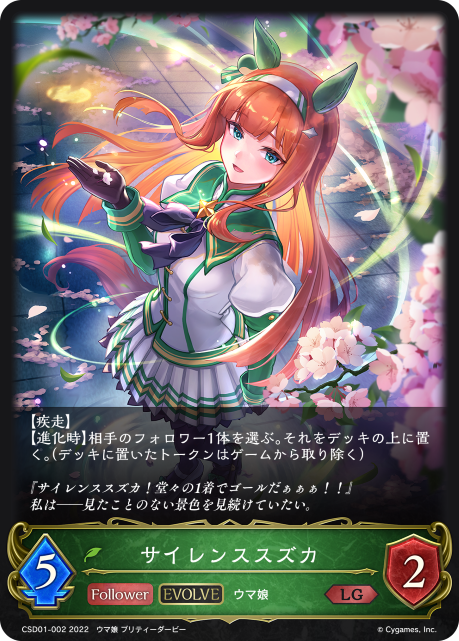 【疾走】
【進化時】相手のフォロワー1体を選ぶ。それをデッキの上に置
く。(デッキに置いたトークンはゲームから取り除く)
『サイレンススズカ！堂々の1着でゴールだぁぁぁ！！』
私は――見たことのない景色を見続けていたい。
サイレンススズカ
5
Follower EVOLVE ウマ娘 LG
2
CSD01-002 2022 ウマ娘 プリティーダービー © Cygames, Inc.